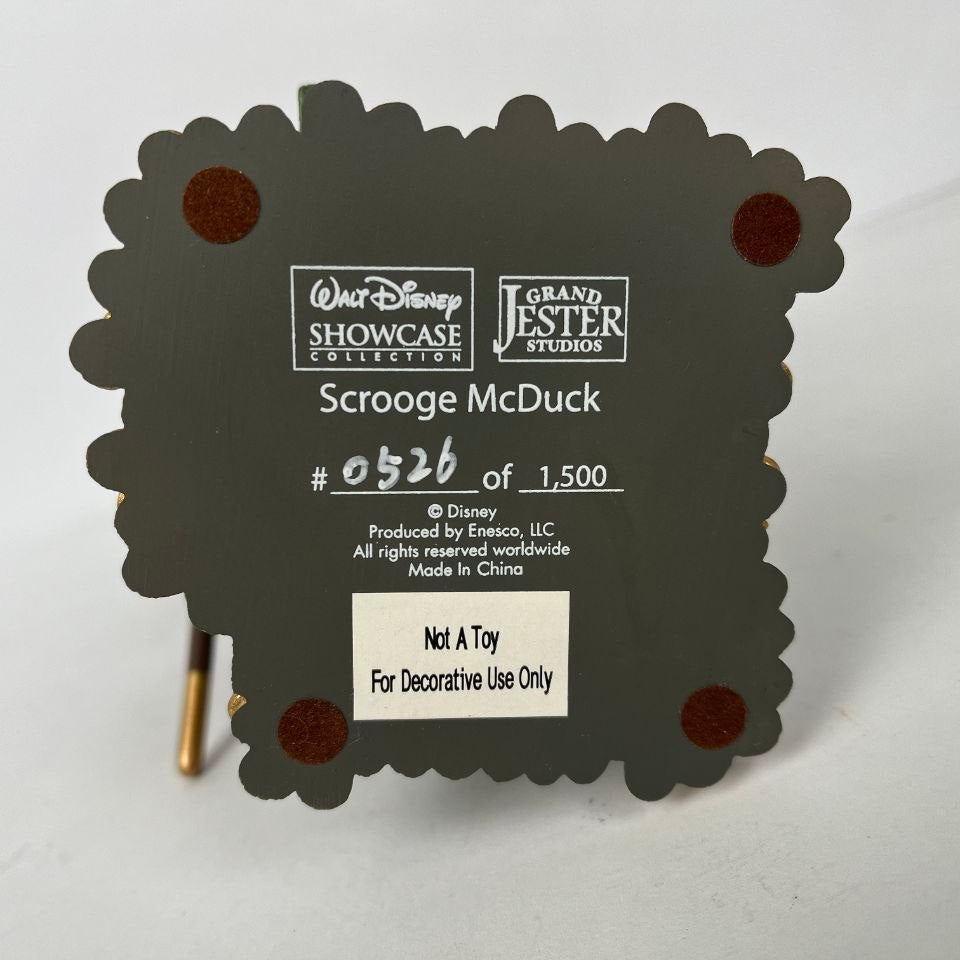 WALT DISNEY
SHOWCASE
COLLECTION
GRAND
JESTER
STUDIOS
Scrooge McDuck
# 0526 of 1,500
© Disney
Produced by Enesco, LLC
All rights reserved worldwide
Made In China
Not A Toy
For Decorative Use Only